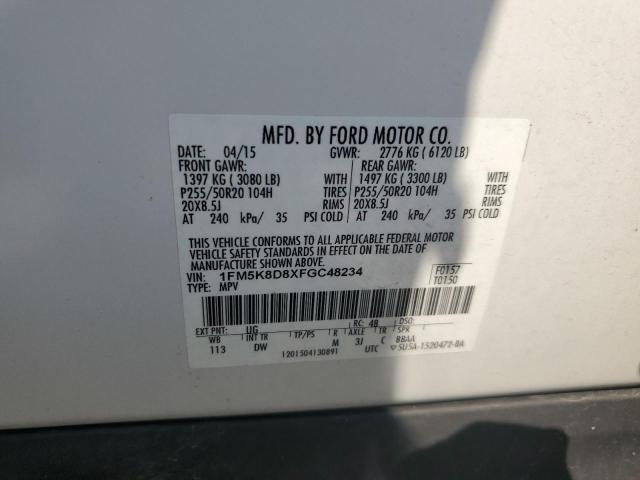 MFD. BY FORD MOTOR CO.
DATE: 04/15 GVWR: 2776 KG ( 6120 LB)
FRONT GAWR: REAR GAWR:
1397 KG ( 3080 LB) WITH 1497 KG ( 3300 LB) WITH
P255/50R20 104H TIRES P255/50R20 104H TIRES
20X8.5J RIMS 20X8.5J RIMS
AT 240 kPa/ 35 PSI COLD AT 240 kPa/ 35 PSI COLD
THIS VEHICLE CONFORMS TO ALL APPLICABLE FEDERAL MOTOR
VEHICLE SAFETY STANDARDS IN EFFECT ON THE DATE OF
MANUFACTURE SHOWN ABOVE.
VIN: 1FM5K8D8XFGC48234 F0157
TYPE: MPV T0150
EXT PNT: UG RC: 48 DSO:
WB INT TR TP/PS R AXLE TR SPR
113 DW M 3J C BBAA
1201504130891 UTC 5U5A-1520472-BA